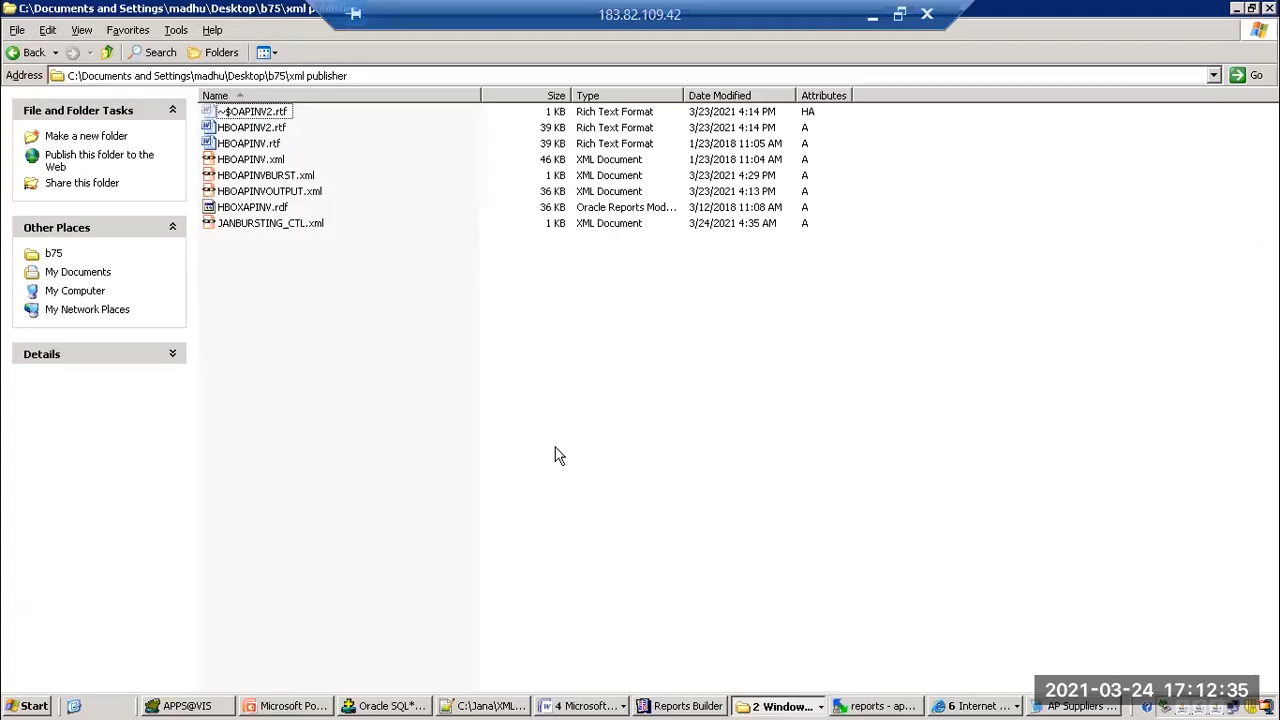 C:\Documents and Settings\madhu\Desktop\b75\xml publisher
183.82.109.42
File Edit View Favorites Tools Help
Back Search Folders
Address C:\Documents and Settings\madhu\Desktop\b75\xml publisher Go
File and Folder Tasks
Make a new folder
Publish this folder to the Web
Share this folder
Other Places
b75
My Documents
My Computer
My Network Places
Details
Name Size Type Date Modified Attributes
~$OAPINV2.rtf 1 KB Rich Text Format 3/23/2021 4:14 PM HA
HBOAPINV2.rtf 39 KB Rich Text Format 3/23/2021 4:14 PM A
HBOAPINV.rtf 39 KB Rich Text Format 1/23/2018 11:05 AM A
HBOAPINV.xml 46 KB XML Document 1/23/2018 11:04 AM A
HBOAPINVBURST.xml 1 KB XML Document 3/23/2021 4:29 PM A
HBOAPINVOUTPUT.xml 36 KB XML Document 3/23/2021 4:13 PM A
HBOXAPINV.rdf 36 KB Oracle Reports Mod... 3/12/2018 11:08 AM A
JANBURSTING_CTL.xml 1 KB XML Document 3/24/2021 4:35 AM A
2021-03-24 17:12:35
Start APPS@VIS Microsoft Po... Oracle SQL*... C:\Jana\XML... 4 Microsoft... Reports Builder 2 Window... reports - ap... 6 Internet ... AP Suppliers ...